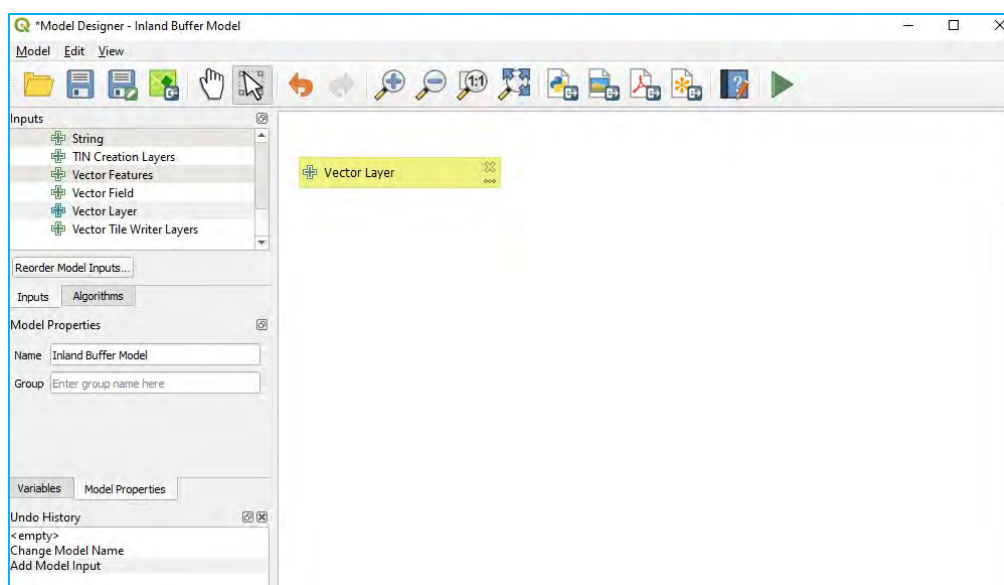 *Model Designer - Inland Buffer Model
Model Edit View
1:1
Inputs
String
TIN Creation Layers
Vector Features
Vector Field
Vector Layer
Vector Tile Writer Layers
Reorder Model Inputs...
Inputs Algorithms
Model Properties
Name Inland Buffer Model
Group Enter group name here
Variables Model Properties
Undo History
<empty>
Change Model Name
Add Model Input
Vector Layer